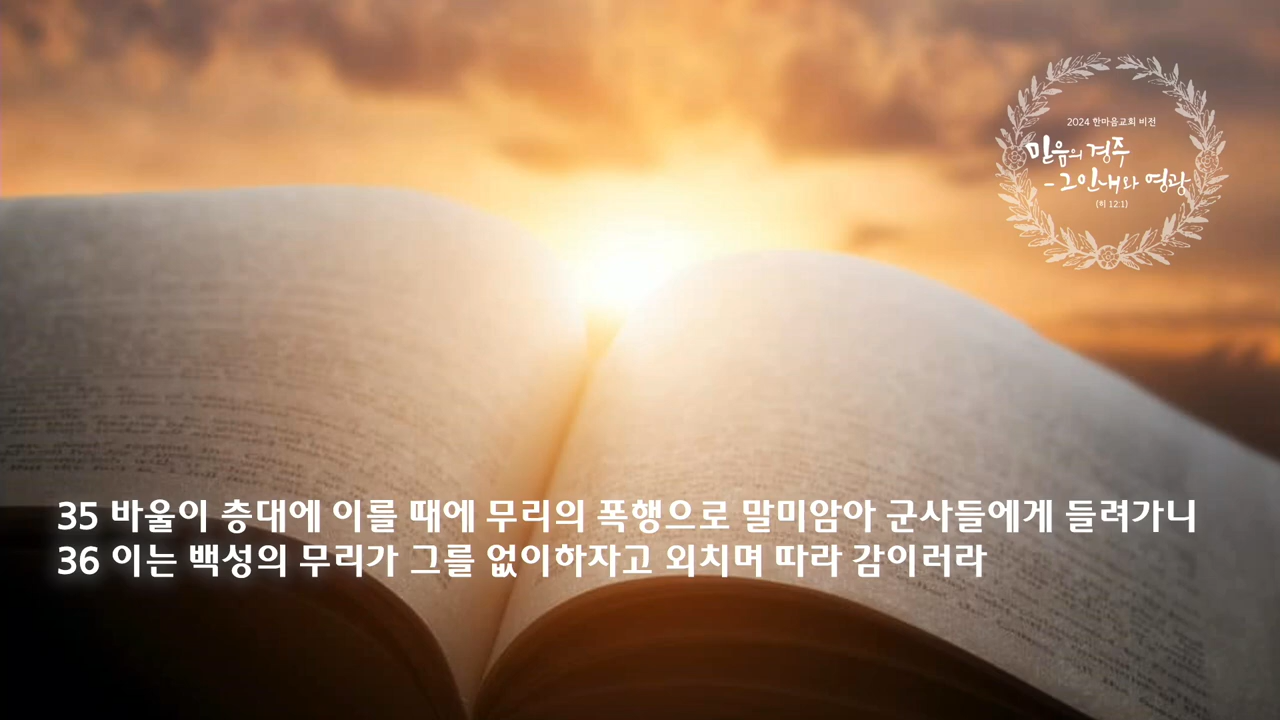 2024 한마음교회 비전
믿음의 경주
- 그 인내와 영광
(히 12:1)
35 바울이 층대에 이를 때에 무리의 폭행으로 말미암아 군사들에게 들려가니
36 이는 백성의 무리가 그를 없이하자고 외치며 따라 감이러라